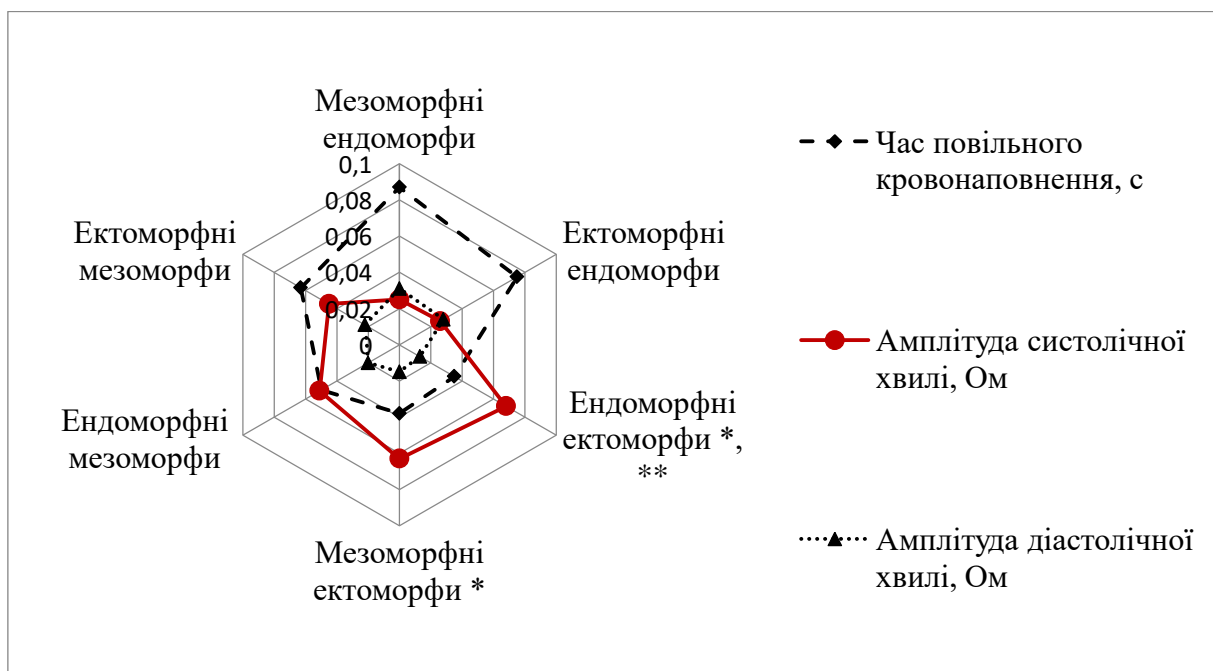 Мезоморфні
ендоморфи
Ектоморфні
ендоморфи
Ендоморфні
ектоморфи *,
**
Мезоморфні
ектоморфи *
Ендоморфні
мезоморфи
Ектоморфні
мезоморфи
0,1
0,08
0,06
0,04
0,02
0
Час повільного
кровонаповнення, с
Амплітуда систолічної
хвилі, Ом
Амплітуда діастолічної
хвилі, Ом